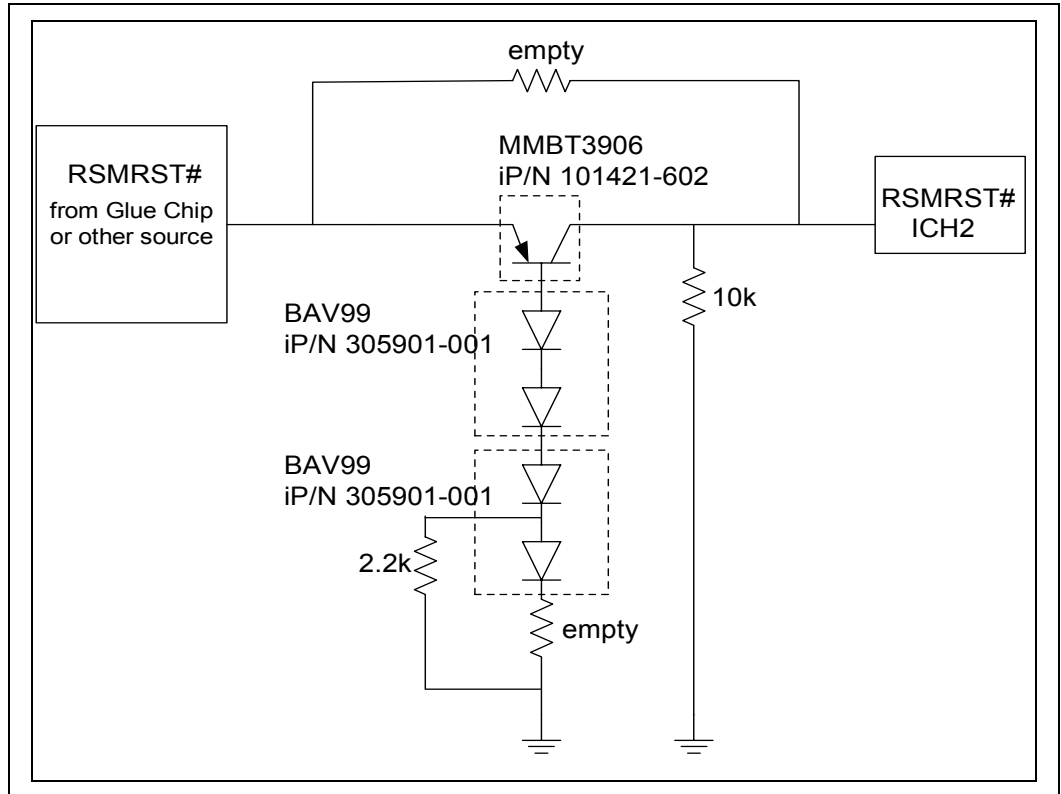 empty
MMBT3906
iP/N 101421-602
RSMRST#
from Glue Chip
or other source
RSMRST#
ICH2
10k
BAV99
iP/N 305901-001
BAV99
iP/N 305901-001
2.2k
empty